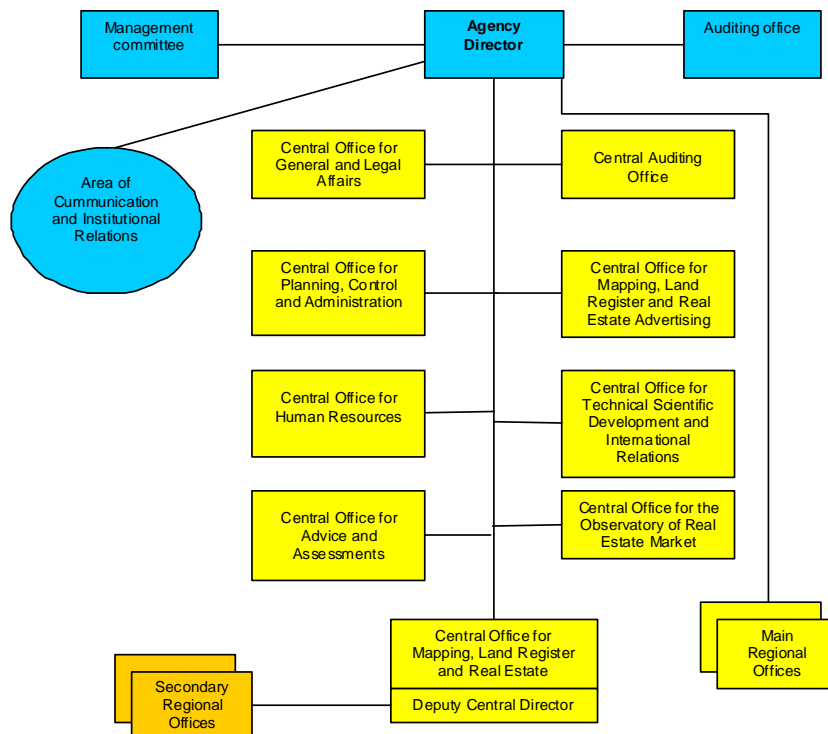 Management
committee
Agency
Director
Auditing office
Area of
Cummunication
and Institutional
Relations
Central Office for
General and Legal
Affairs
Central Auditing
Office
Central Office for
Planning, Control
and Administration
Central Office for
Mapping, Land
Register and Real
Estate Advertising
Central Office for
Human Resources
Central Office for
Technical Scientific
Development and
International
Relations
Central Office for
Advice and
Assessments
Central Office for the
Observatory of Real
Estate Market
Central Office for
Mapping, Land Register
and Real Estate
Deputy Central Director
Main
Regional
Offices
Secondary
Regional
Offices